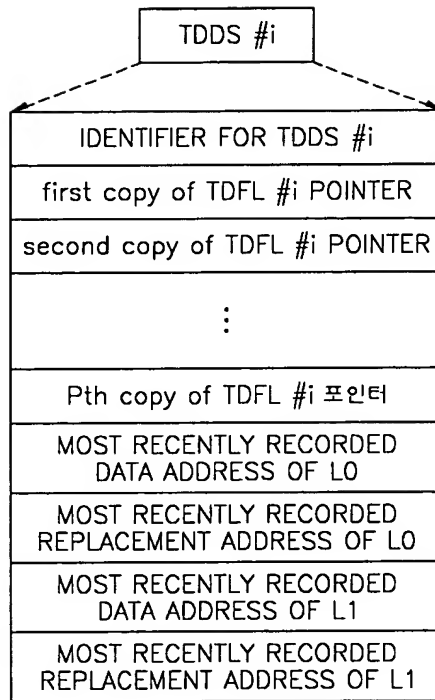 TDDS #i
IDENTIFIER FOR TDDS #i
first copy of TDFL #i POINTER
second copy of TDFL #i POINTER
⋮
Pth copy of TDFL #i 포인터
MOST RECENTLY RECORDED
DATA ADDRESS OF L0
MOST RECENTLY RECORDED
REPLACEMENT ADDRESS OF L0
MOST RECENTLY RECORDED
DATA ADDRESS OF L1
MOST RECENTLY RECORDED
REPLACEMENT ADDRESS OF L1